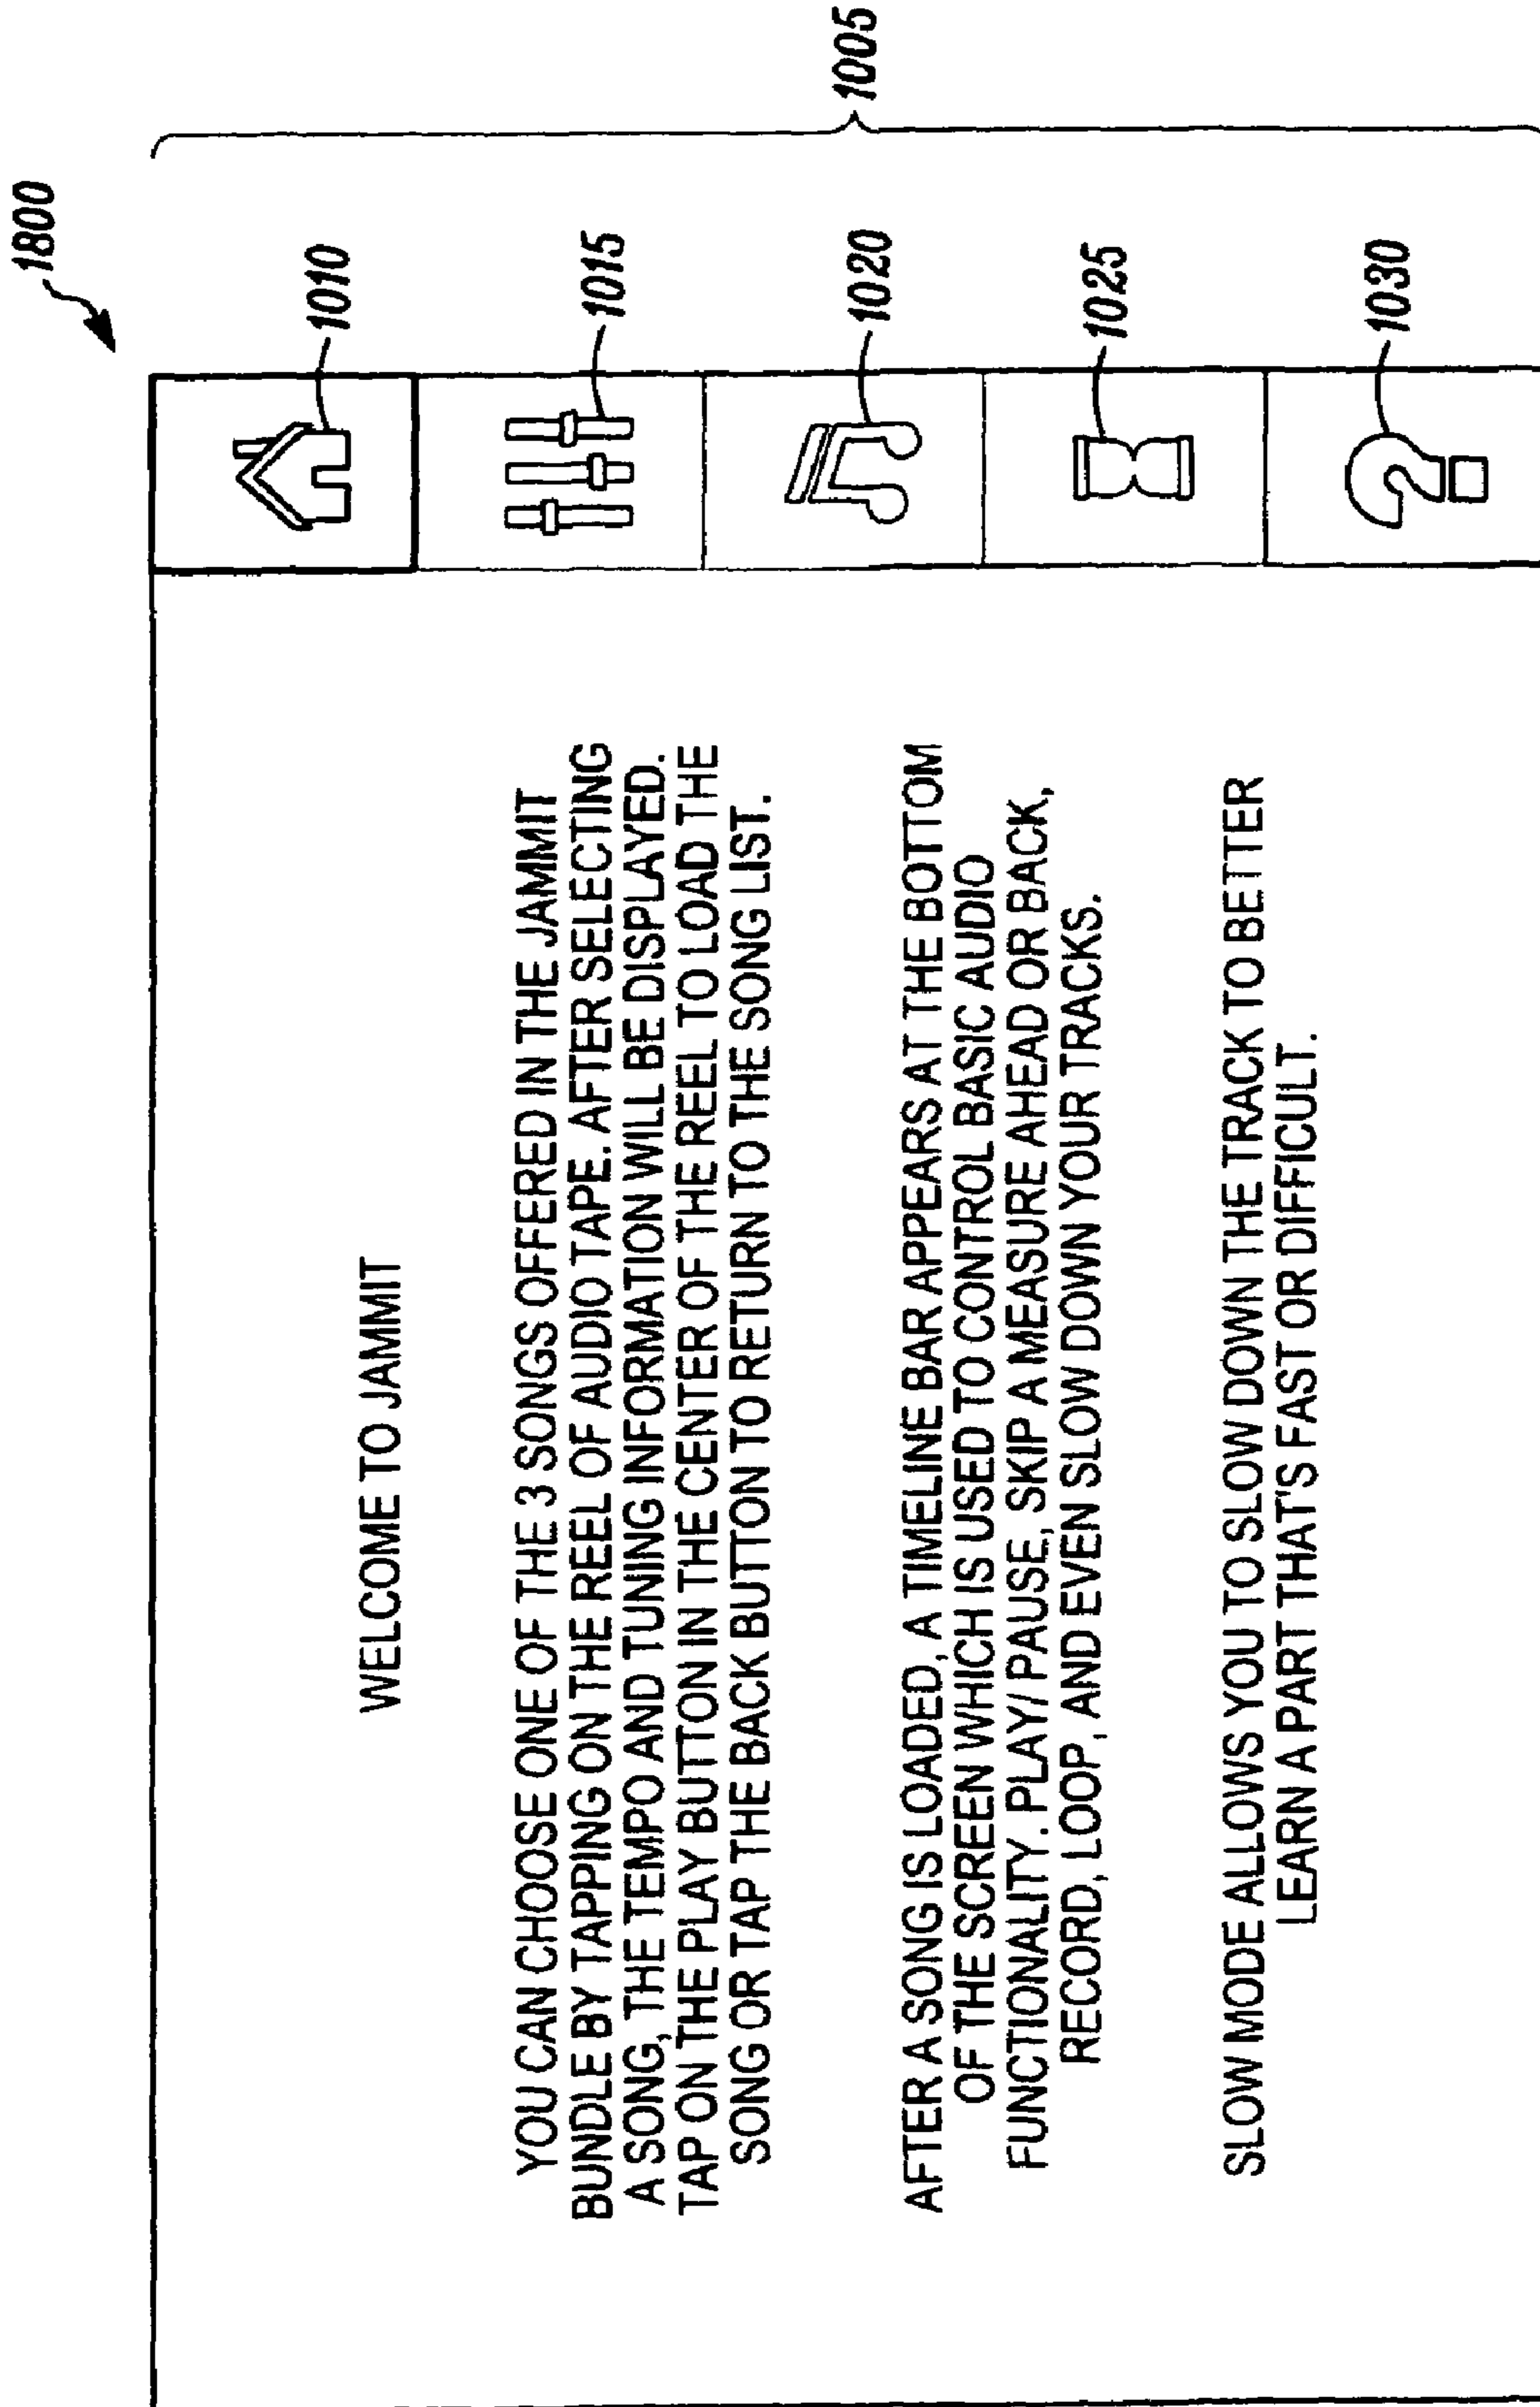 1800
1005
1010
1015
1020
1025
1030
WELCOME TO JAMMIT
YOU CAN CHOOSE ONE OF THE 3 SONGS OFFERED IN THE JAMMIT
BUNDLE BY TAPPING ON THE REEL OF AUDIO TAPE. AFTER SELECTING
A SONG, THE TEMPO AND TUNING INFORMATION WILL BE DISPLAYED.
TAP ON THE PLAY BUTTON IN THE CENTER OF THE REEL TO LOAD THE
SONG OR TAP THE BACK BUTTON TO RETURN TO THE SONG LIST.
AFTER A SONG IS LOADED, A TIMELINE BAR APPEARS AT THE BOTTOM
OF THE SCREEN WHICH IS USED TO CONTROL BASIC AUDIO
FUNCTIONALITY. PLAY/ PAUSE, SKIP A MEASURE AHEAD OR BACK,
RECORD, LOOP, AND EVEN SLOW DOWN YOUR TRACKS.
SLOW MODE ALLOWS YOU TO SLOW DOWN THE TRACK TO BETTER
LEARN A PART THAT'S FAST OR DIFFICULT.